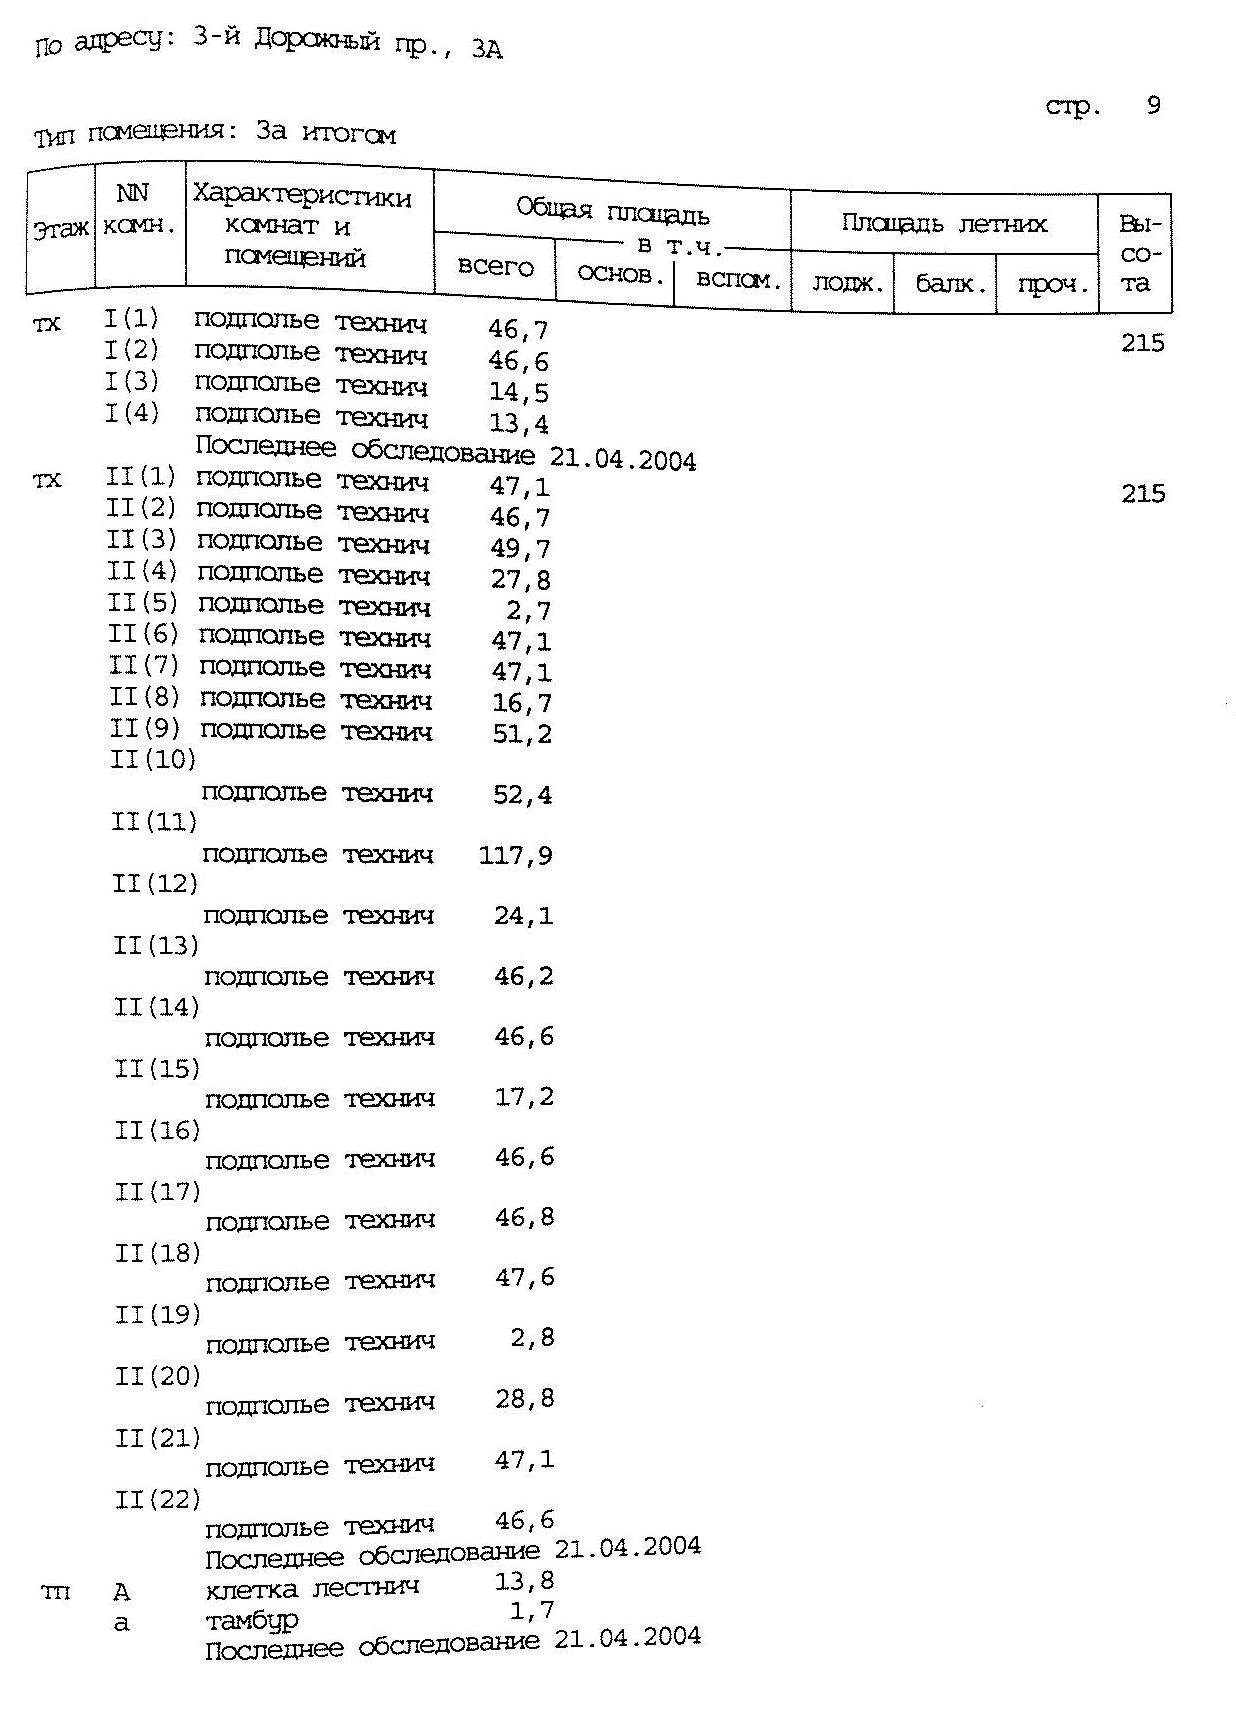 По адресу: 3-й Дорожный пр., 3А
стр. 9
Тип помещения: За итогом
Этаж NN комн. Характеристики комнат и помещений Общая площадь Площадь летних Вы-со-та
всего в т.ч. основ. вспом. лодж. балк. проч.
тх I(1) подполье технич 46,7 215
I(2) подполье технич 46,6
I(3) подполье технич 14,5
I(4) подполье технич 13,4
Последнее обследование 21.04.2004
тх II(1) подполье технич 47,1 215
II(2) подполье технич 46,7
II(3) подполье технич 49,7
II(4) подполье технич 27,8
II(5) подполье технич 2,7
II(6) подполье технич 47,1
II(7) подполье технич 47,1
II(8) подполье технич 16,7
II(9) подполье технич 51,2
II(10)
подполье технич 52,4
II(11)
подполье технич 117,9
II(12)
подполье технич 24,1
II(13)
подполье технич 46,2
II(14)
подполье технич 46,6
II(15)
подполье технич 17,2
II(16)
подполье технич 46,6
II(17)
подполье технич 46,8
II(18)
подполье технич 47,6
II(19)
подполье технич 2,8
II(20)
подполье технич 28,8
II(21)
подполье технич 47,1
II(22)
подполье технич 46,6
Последнее обследование 21.04.2004
тп А клетка лестнич 13,8
а тамбур 1,7
Последнее обследование 21.04.2004